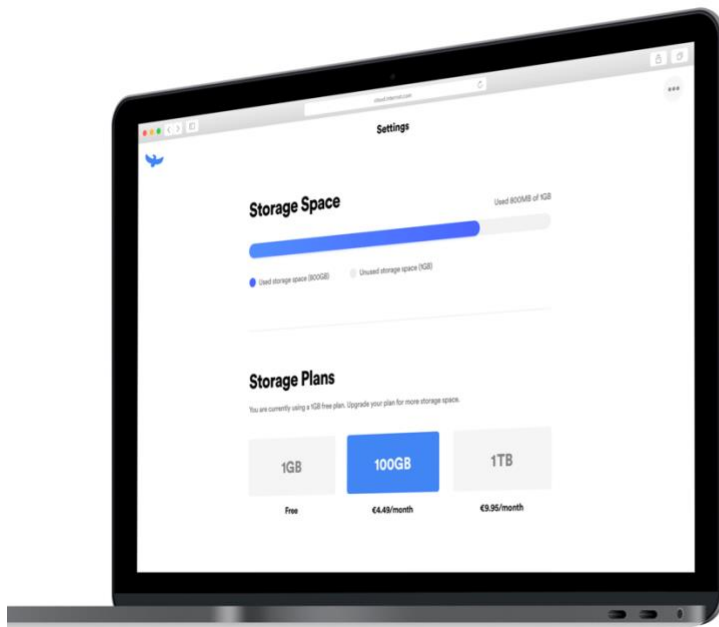 Settings
Storage Space
Used 800MB of 1GB
Used storage space (800GB)
Unused storage space (1GB)
Storage Plans
You are currently using a 1GB free plan. Upgrade your plan for more storage space.
1GB
100GB
1TB
Free
€4.49/month
€9.95/month